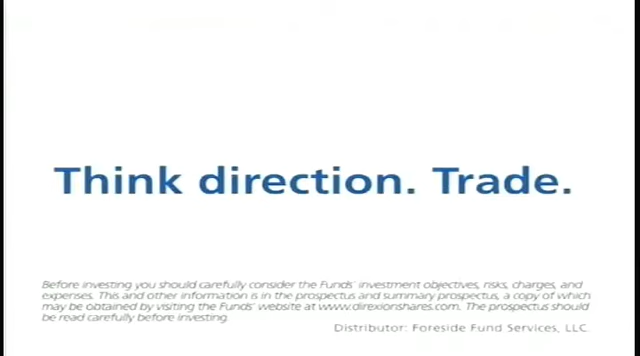 Think direction. Trade.
Before investing you should carefully consider the Funds' investment objectives, risks, charges, and
expenses. This and other information is in the prospectus and summary prospectus, a copy of which
may be obtained by visiting the Funds' website at www.direxionshares.com. The prospectus should
be read carefully before investing.
Distributor: Foreside Fund Services, LLC.